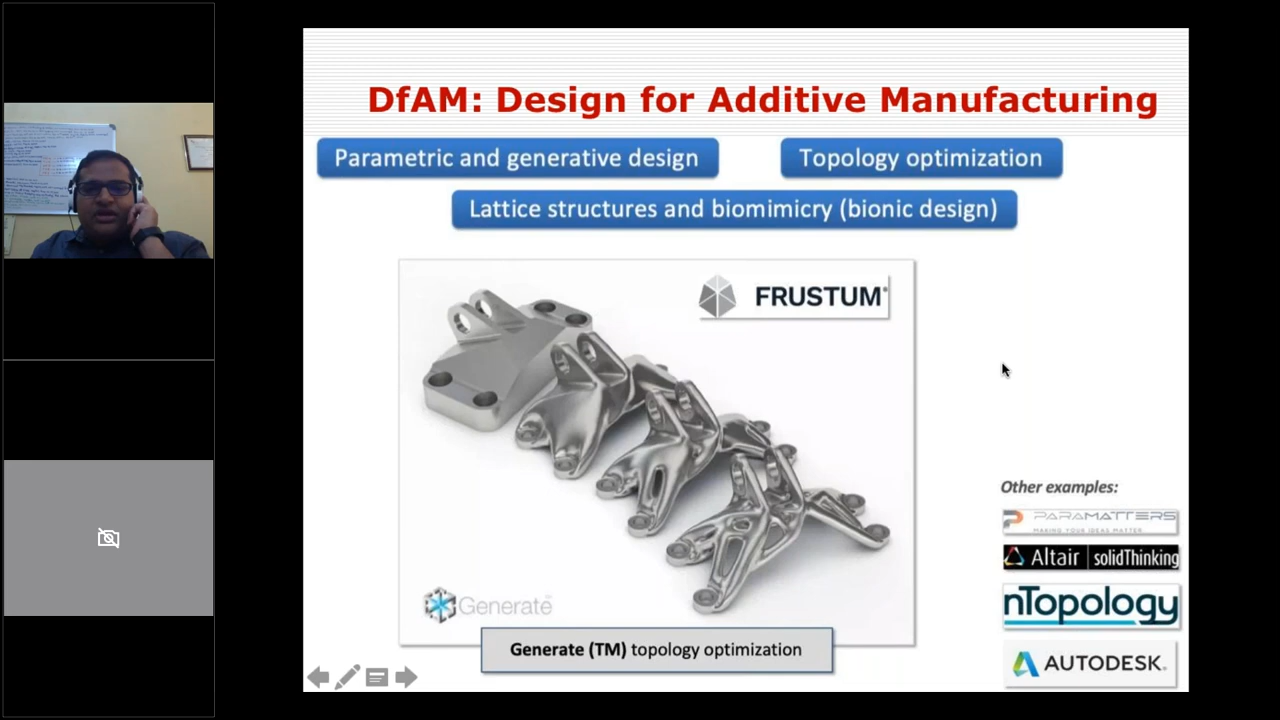 DfAM: Design for Additive Manufacturing
Parametric and generative design
Topology optimization
Lattice structures and biomimicry (bionic design)
FRUSTUM
Generate
Generate (TM) topology optimization
Other examples:
PARAMATTERS
MAKING YOUR IDEAS MATTER
Altair | solidThinking
nTopology
AUTODESK.